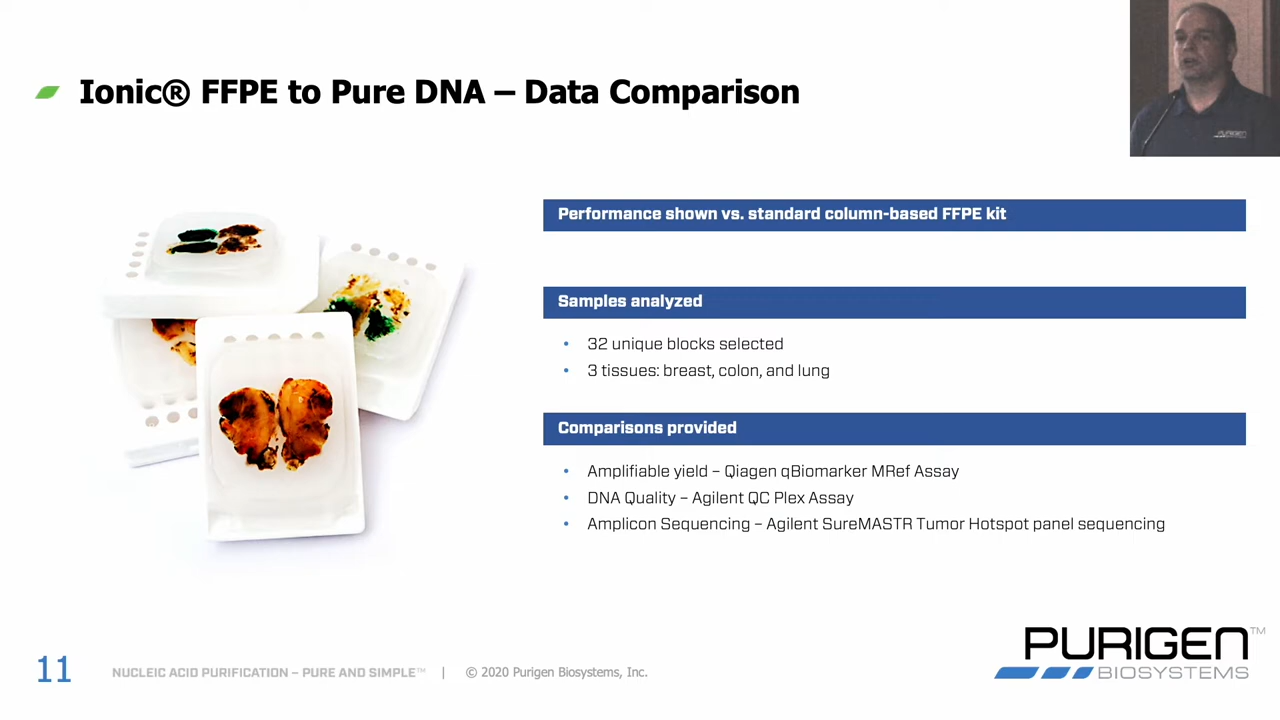 Ionic® FFPE to Pure DNA – Data Comparison
PURIGEN
Performance shown vs. standard column-based FFPE kit
Samples analyzed
• 32 unique blocks selected
• 3 tissues: breast, colon, and lung
Comparisons provided
• Amplifiable yield – Qiagen qBiomarker MRef Assay
• DNA Quality – Agilent QC Plex Assay
• Amplicon Sequencing – Agilent SureMASTR Tumor Hotspot panel sequencing
11
NUCLEIC ACID PURIFICATION – PURE AND SIMPLE™ | © 2020 Purigen Biosystems, Inc.
PURIGEN™
BIOSYSTEMS